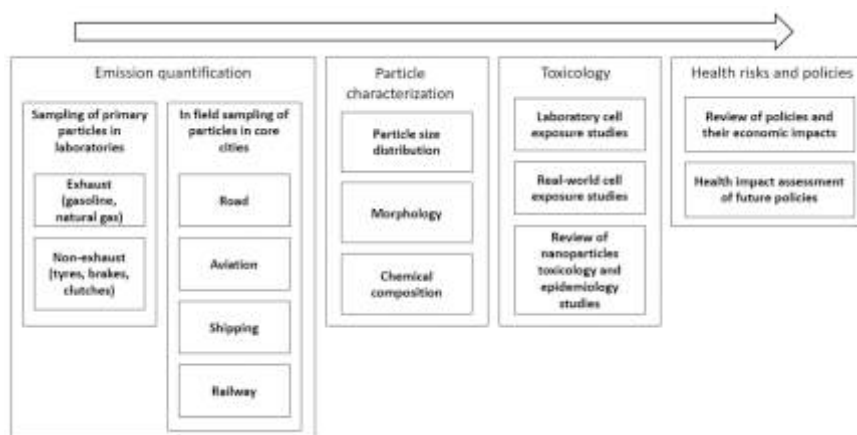 Emission quantification
Sampling of primary
particles in
laboratories
Exhaust
(gasoline,
natural gas)
Non-exhaust
(tyres, brakes,
clutches)
In field sampling of
particles in core
cities
Road
Aviation
Shipping
Railway
Particle
characterization
Particle size
distribution
Morphology
Chemical
composition
Toxicology
Laboratory cell
exposure studies
Real-world cell
exposure studies
Review of
nanoparticles
toxicology and
epidemiology
studies
Health risks and policies
Review of policies and
their economic impacts
Health impact assessment
of future policies